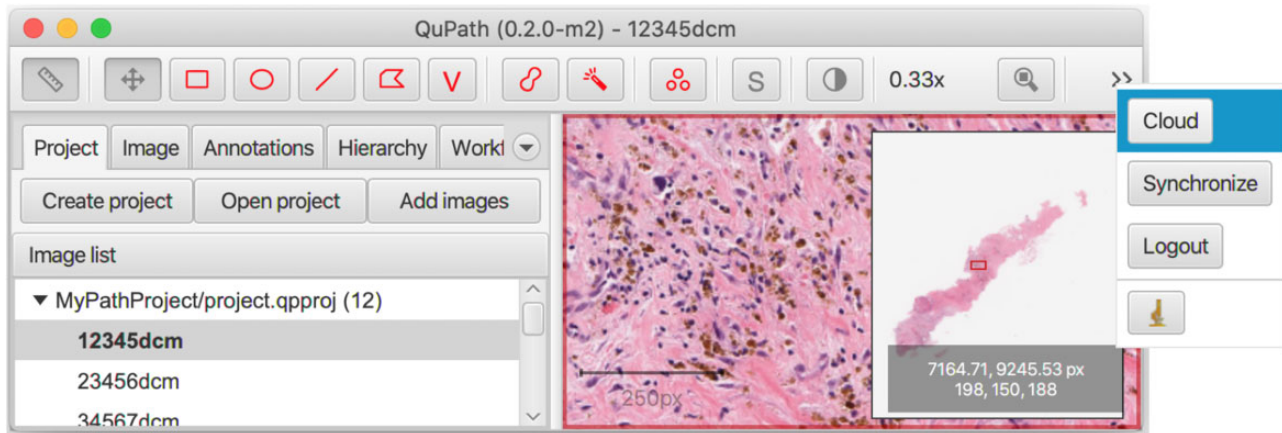 QuPath (0.2.0-m2) - 12345dcm
V
S
0.33x
>>
Cloud
Synchronize
Logout
Project Image Annotations Hierarchy Workf
Create project Open project Add images
Image list
MyPathProject/project.qpproj (12)
12345dcm
23456dcm
34567dcm
250px
7164.71, 9245.53 px
198, 150, 188